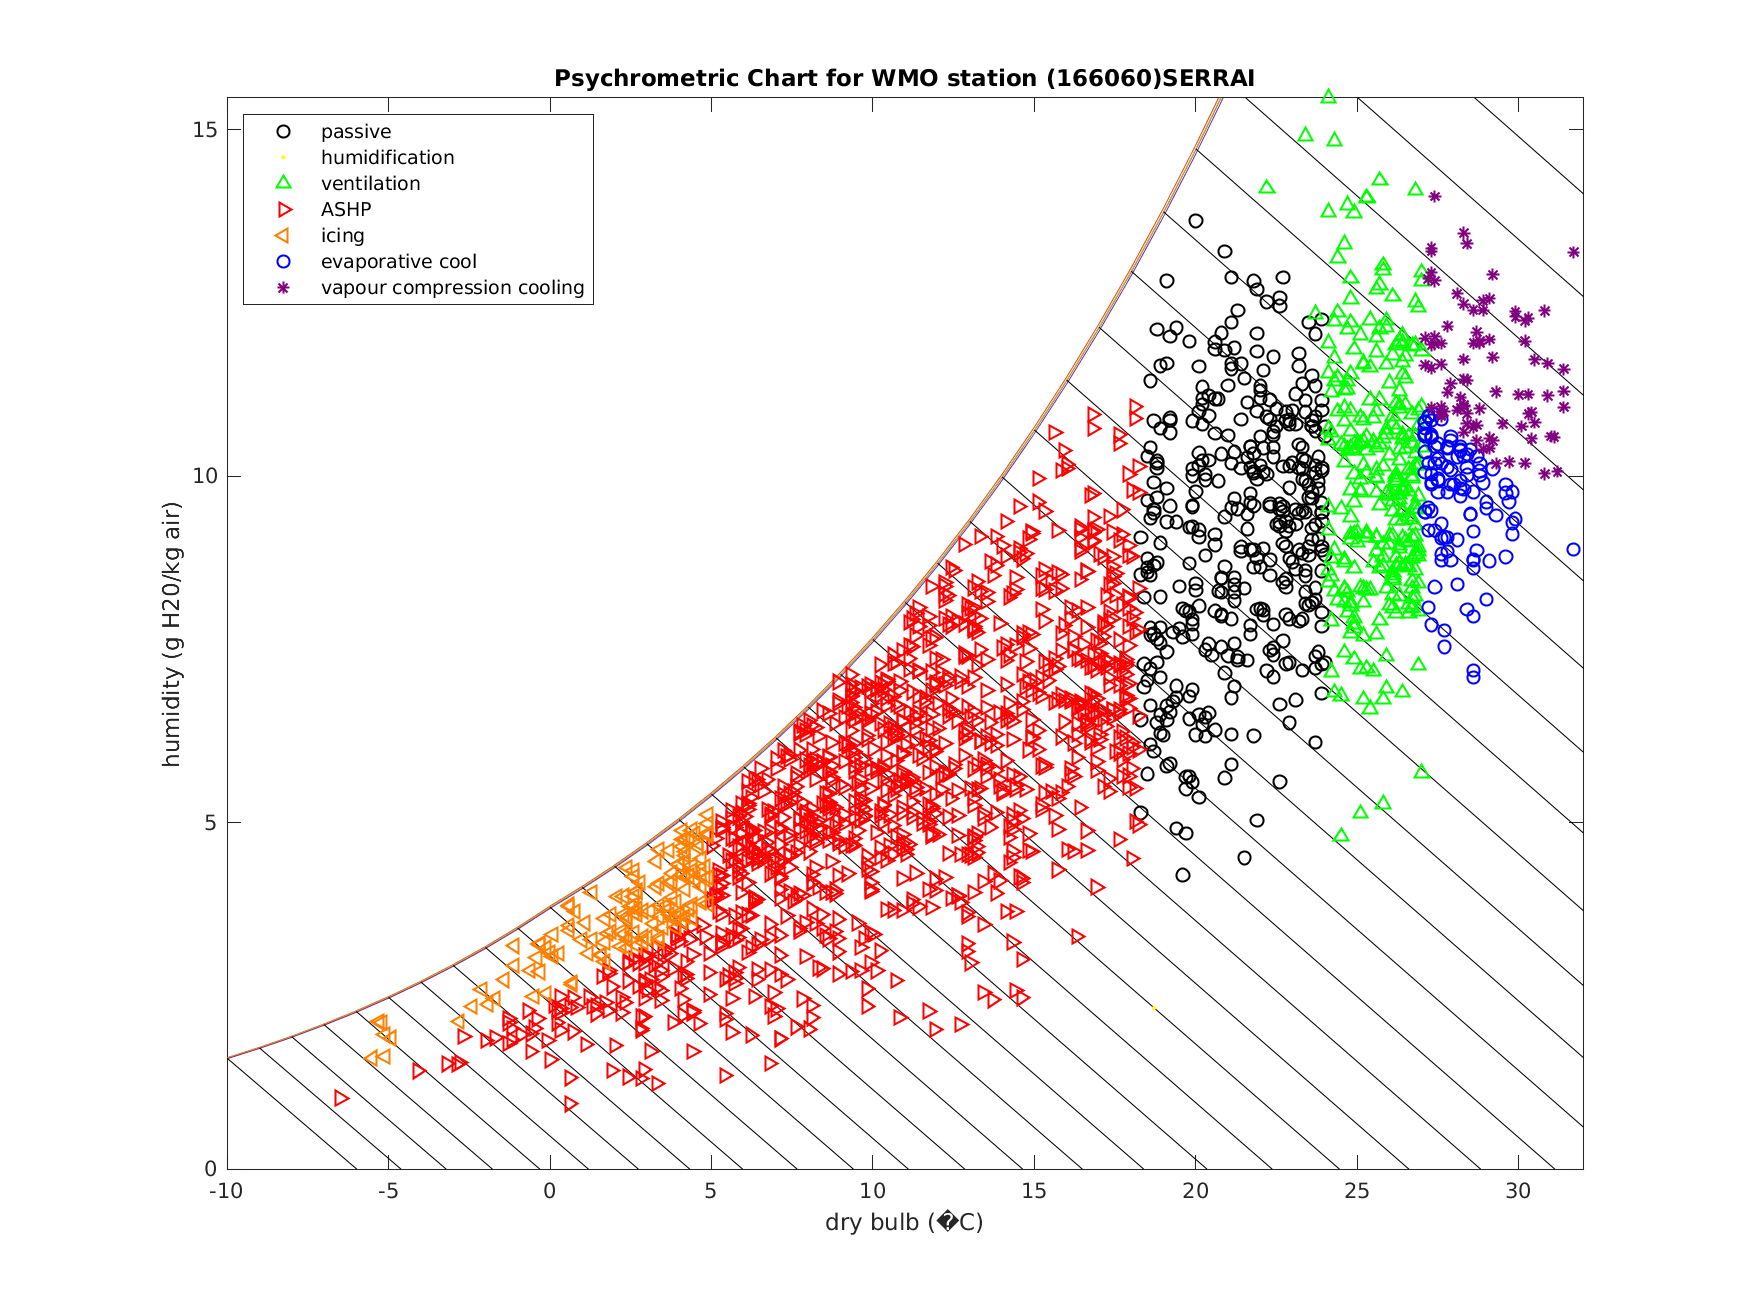 Psychrometric Chart for WMO station (166060)SERRAI
passive
humidification
ventilation
ASHP
icing
evaporative cool
vapour compression cooling
15
10
5
0
humidity (g H20/kg air)
-10 -5 0 5 10 15 20 25 30
dry bulb (�C)